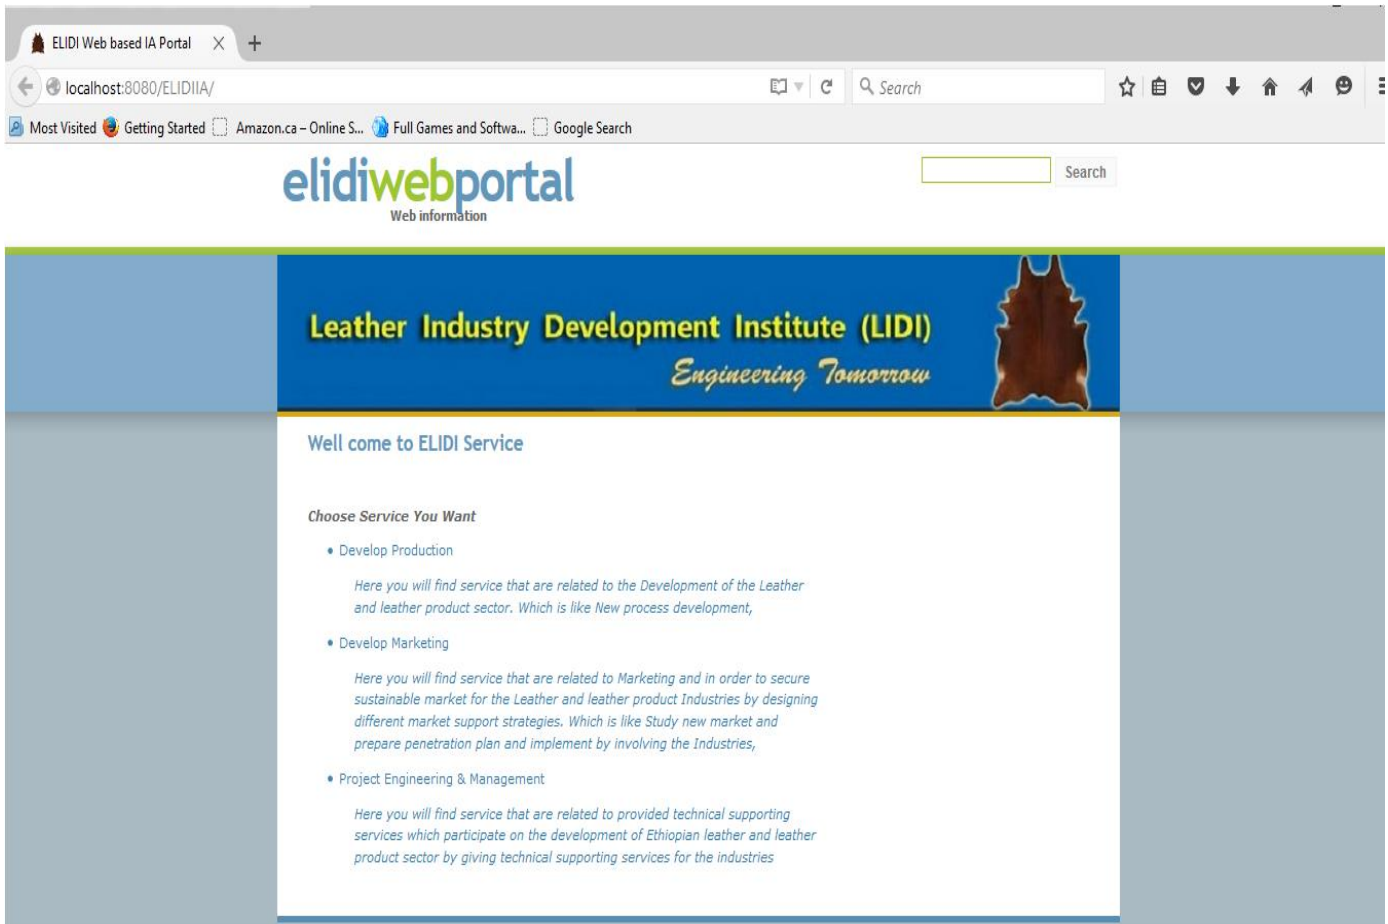 ELIDI Web based IA Portal
localhost:8080/ELIDIIA/
Search
Most Visited Getting Started Amazon.ca – Online S... Full Games and Softwa... Google Search
elidiwebportal
Web information
Search
Leather Industry Development Institute (LIDI)
Engineering Tomorrow
Well come to ELIDI Service
Choose Service You Want
• Develop Production
Here you will find service that are related to the Development of the Leather
and leather product sector. Which is like New process development,
• Develop Marketing
Here you will find service that are related to Marketing and in order to secure
sustainable market for the Leather and leather product Industries by designing
different market support strategies. Which is like Study new market and
prepare penetration plan and implement by involving the Industries,
• Project Engineering & Management
Here you will find service that are related to provided technical supporting
services which participate on the development of Ethiopian leather and leather
product sector by giving technical supporting services for the industries